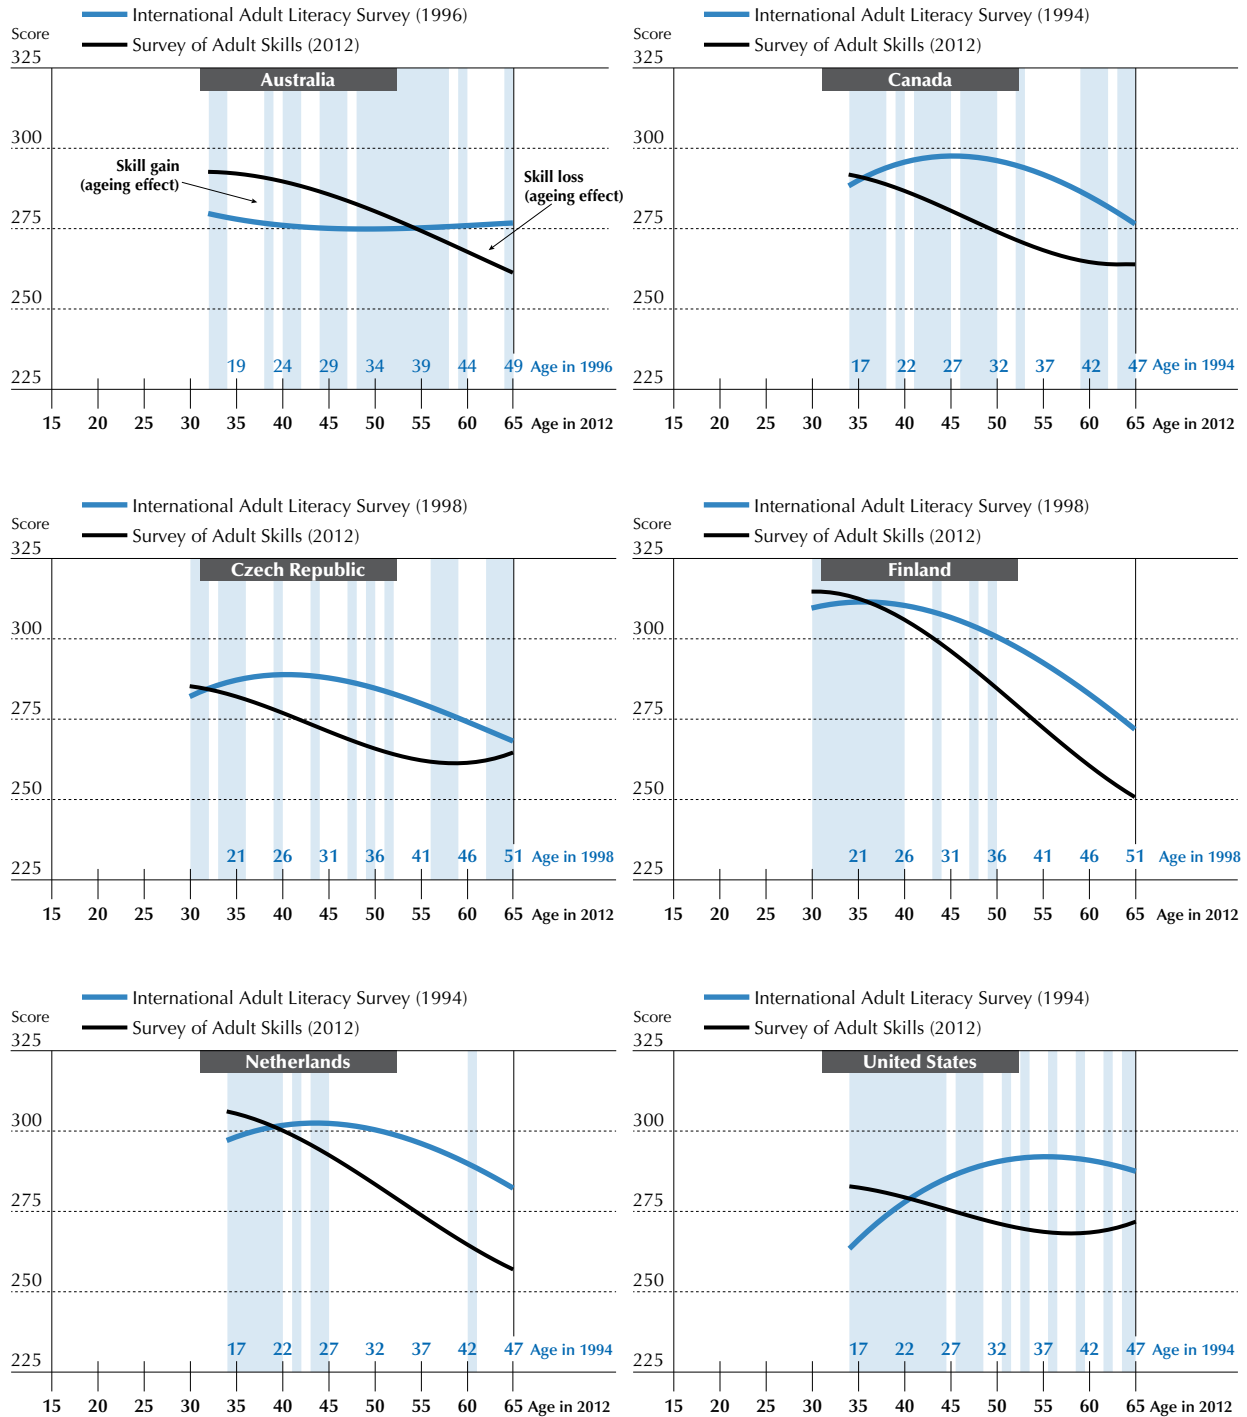 International Adult Literacy Survey (1996)
Survey of Adult Skills (2012)
Score
325
Australia
300
Skill gain
(ageing effect)
Skill loss
(ageing effect)
275
250
19 24 29 34 39 44 49 Age in 1996
225
15 20 25 30 35 40 45 50 55 60 65 Age in 2012
International Adult Literacy Survey (1994)
Survey of Adult Skills (2012)
Score
325
Canada
300
275
250
17 22 27 32 37 42 47 Age in 1994
225
15 20 25 30 35 40 45 50 55 60 65 Age in 2012
International Adult Literacy Survey (1998)
Survey of Adult Skills (2012)
Score
325
Czech Republic
300
275
250
21 26 31 36 41 46 51 Age in 1998
225
15 20 25 30 35 40 45 50 55 60 65 Age in 2012
International Adult Literacy Survey (1998)
Survey of Adult Skills (2012)
Score
325
Finland
300
275
250
21 26 31 36 41 46 51 Age in 1998
225
15 20 25 30 35 40 45 50 55 60 65 Age in 2012
International Adult Literacy Survey (1994)
Survey of Adult Skills (2012)
Score
325
Netherlands
300
275
250
17 22 27 32 37 42 47 Age in 1994
225
15 20 25 30 35 40 45 50 55 60 65 Age in 2012
International Adult Literacy Survey (1994)
Survey of Adult Skills (2012)
Score
325
United States
300
275
250
17 22 27 32 37 42 47 Age in 1994
225
15 20 25 30 35 40 45 50 55 60 65 Age in 2012